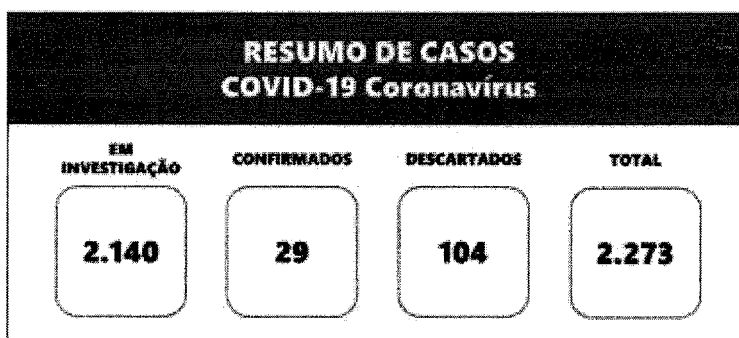 RESUMO DE CASOS
COVID-19 Coronavírus
EM
INVESTIGAÇÃO
CONFIRMADOS
DESCARTADOS
TOTAL
2.140
29
104
2.273